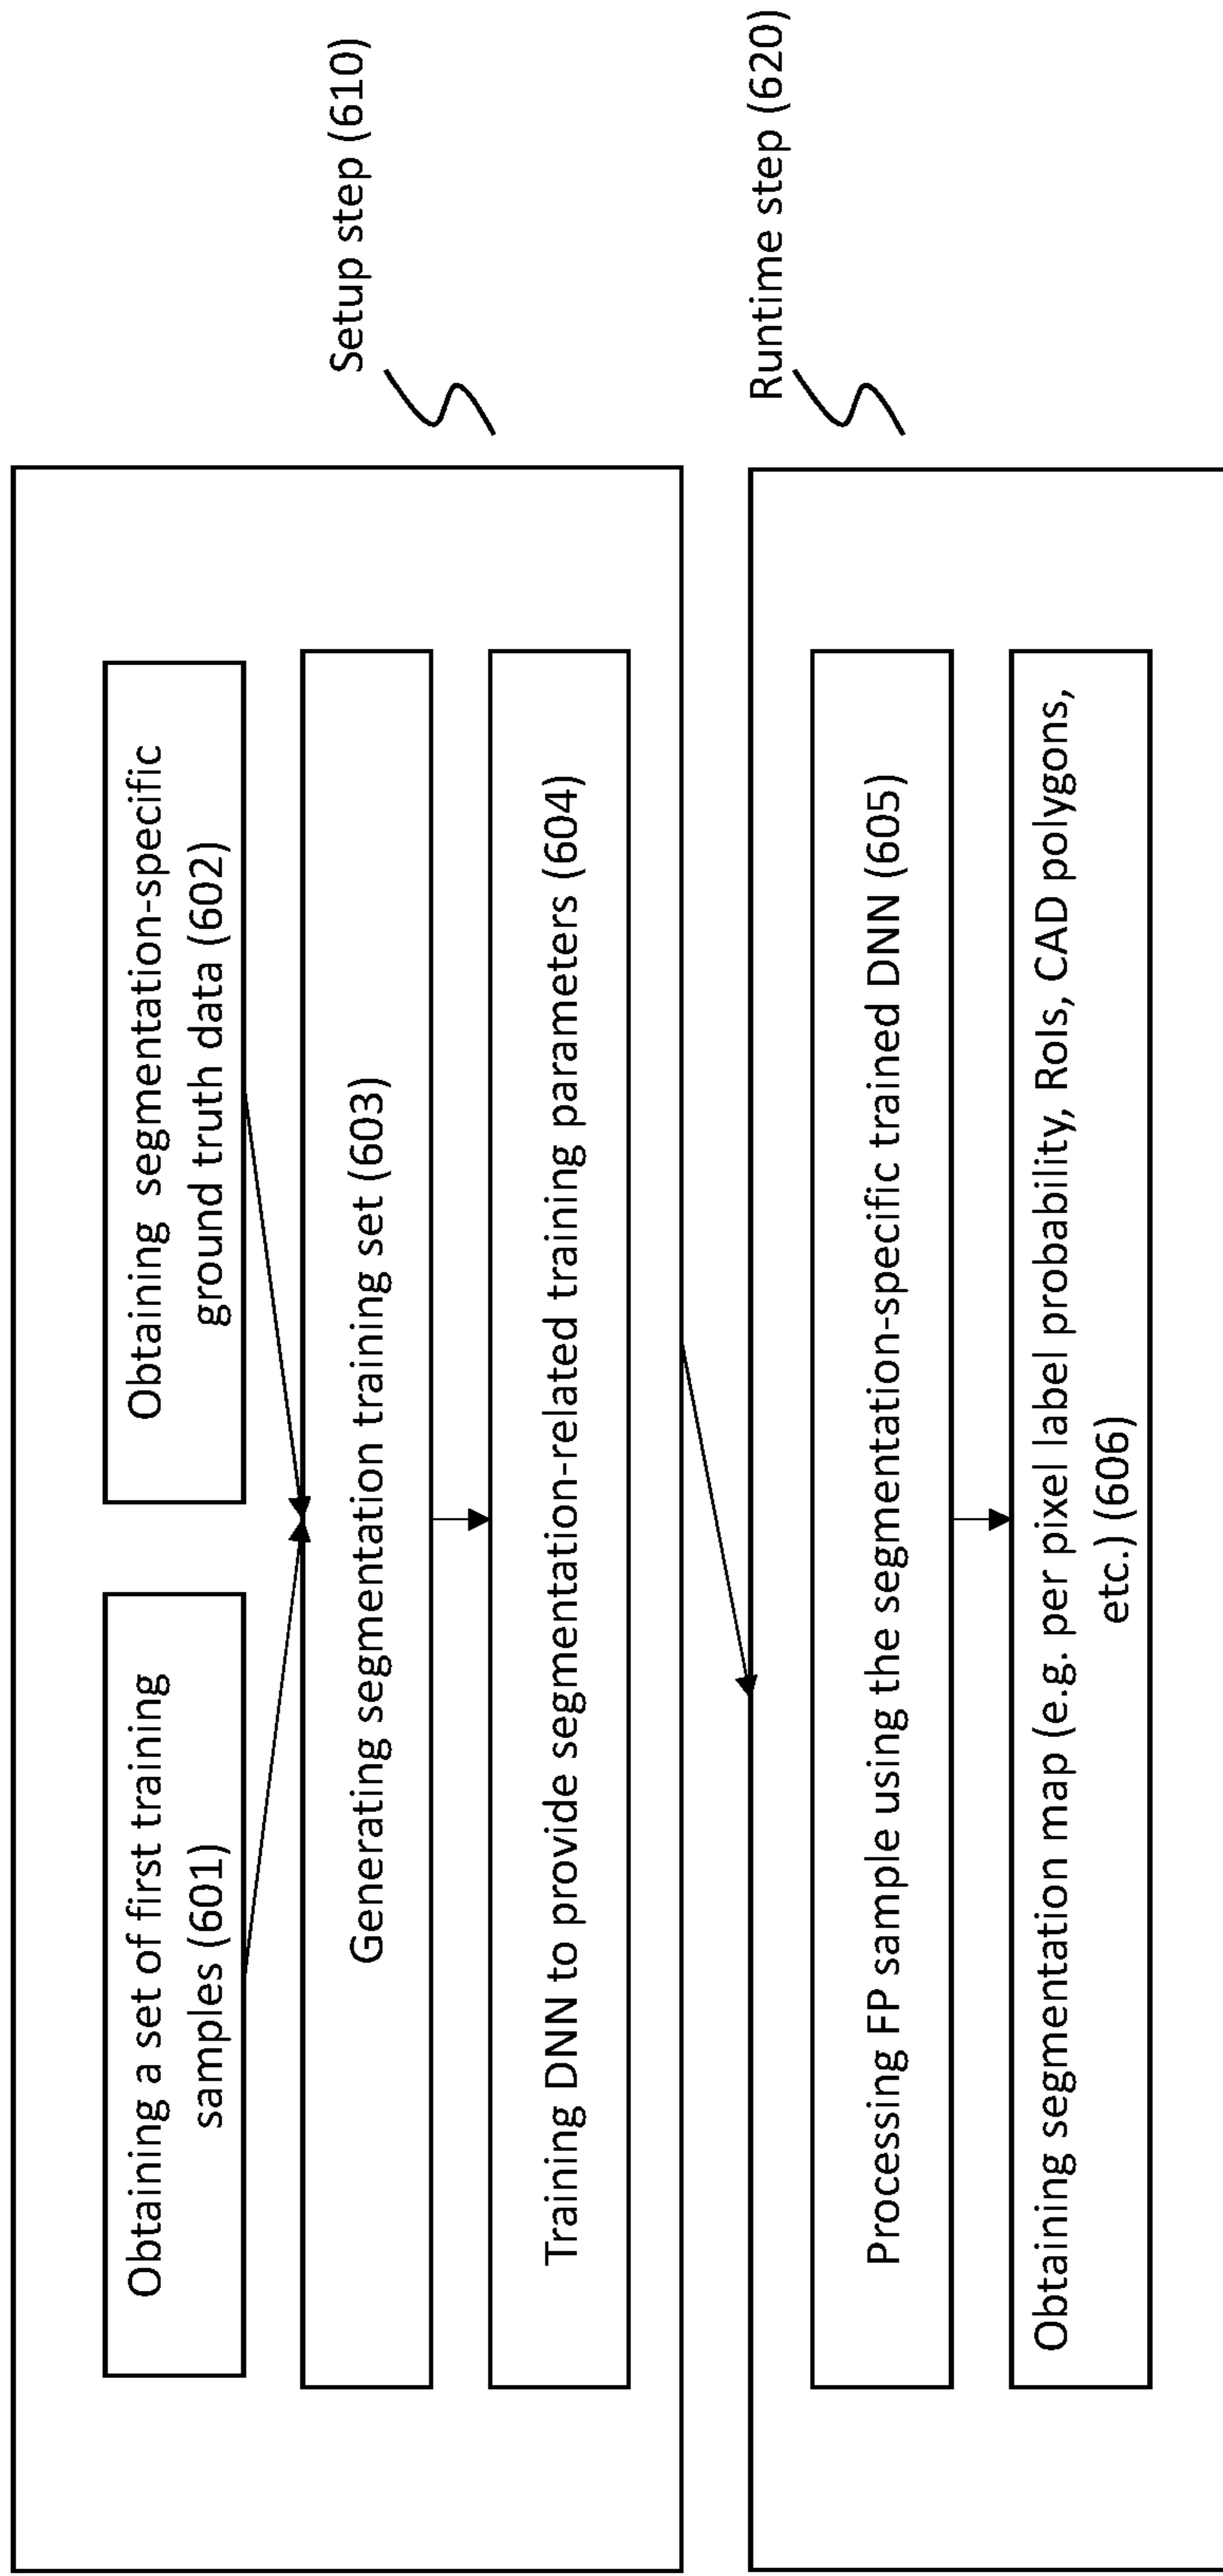 Obtaining a set of first training
samples (601)
Obtaining segmentation-specific
ground truth data (602)
Generating segmentation training set (603)
Training DNN to provide segmentation-related training parameters (604)
Setup step (610)
Processing FP sample using the segmentation-specific trained DNN (605)
Obtaining segmentation map (e.g. per pixel label probability, RoIs, CAD polygons,
etc.) (606)
Runtime step (620)